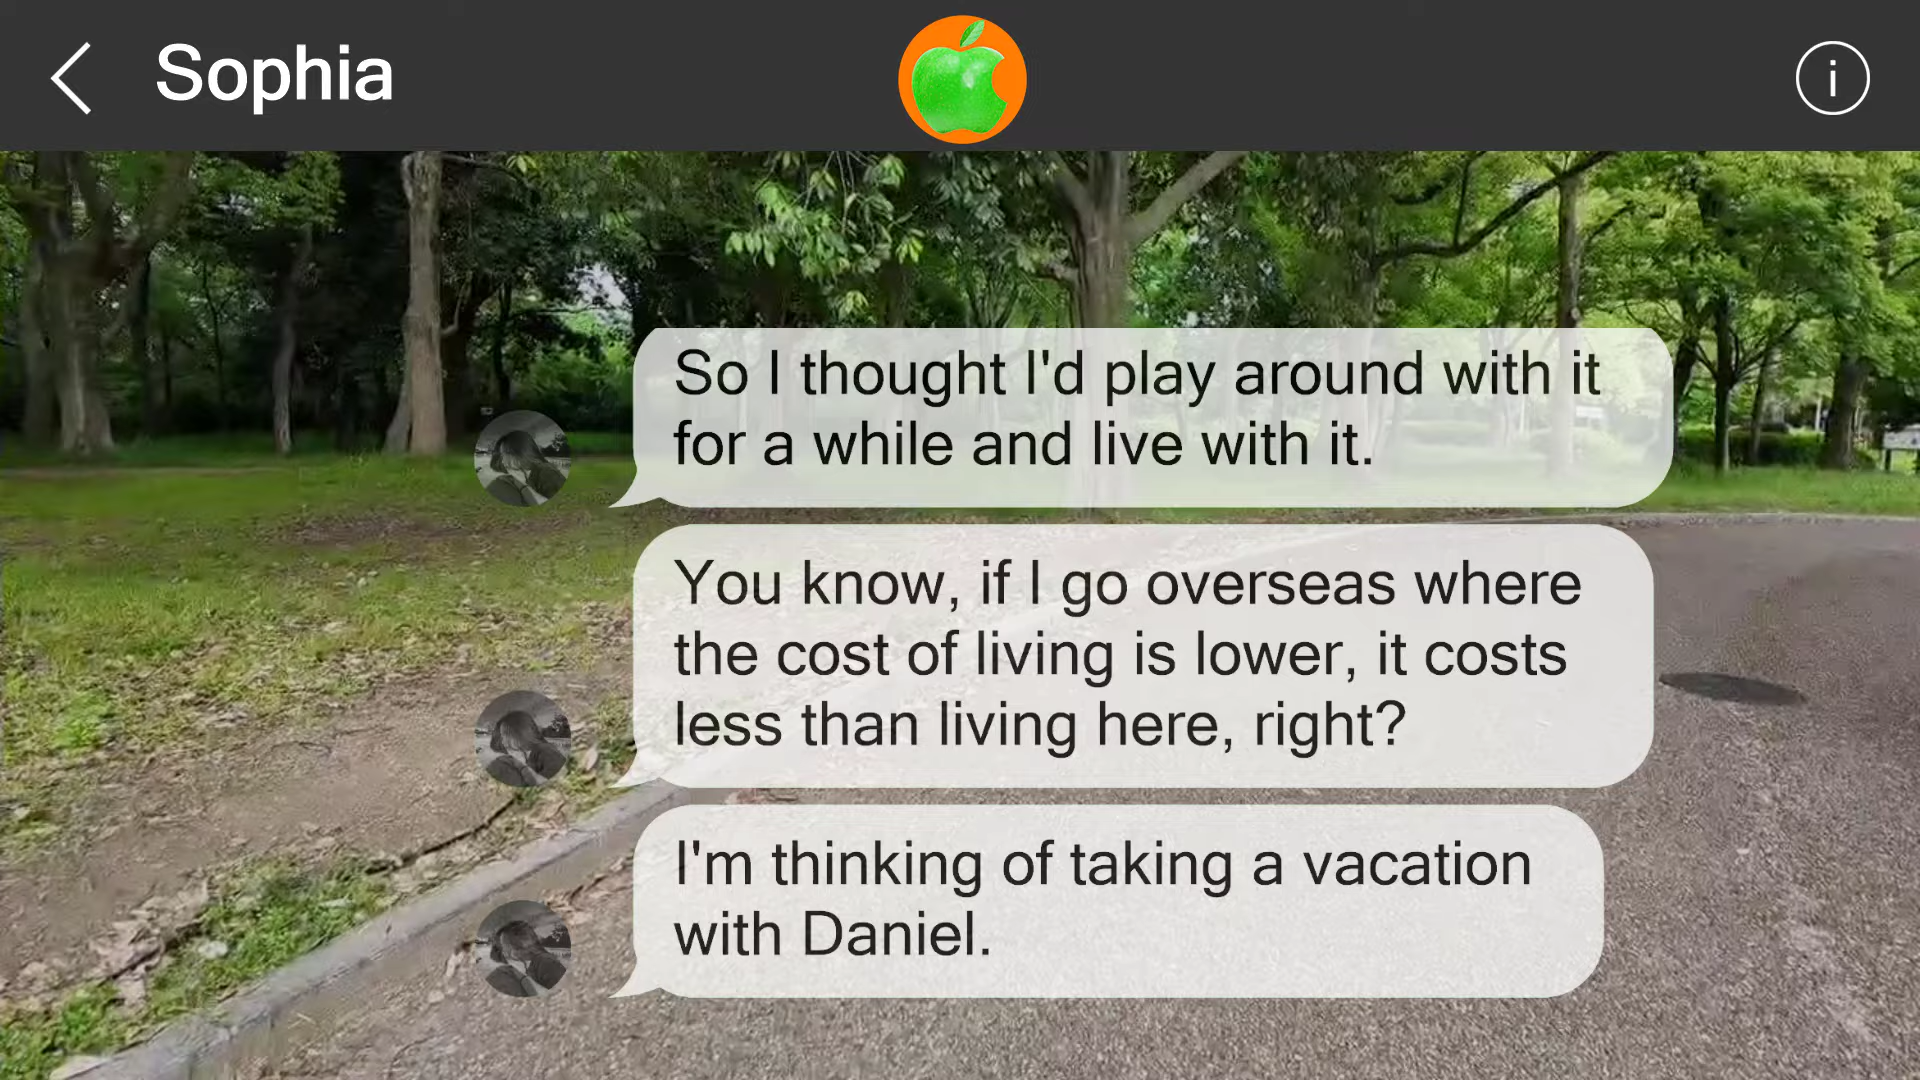 Sophia
So I thought I'd play around with it
for a while and live with it.
You know, if I go overseas where
the cost of living is lower, it costs
less than living here, right?
I'm thinking of taking a vacation
with Daniel.